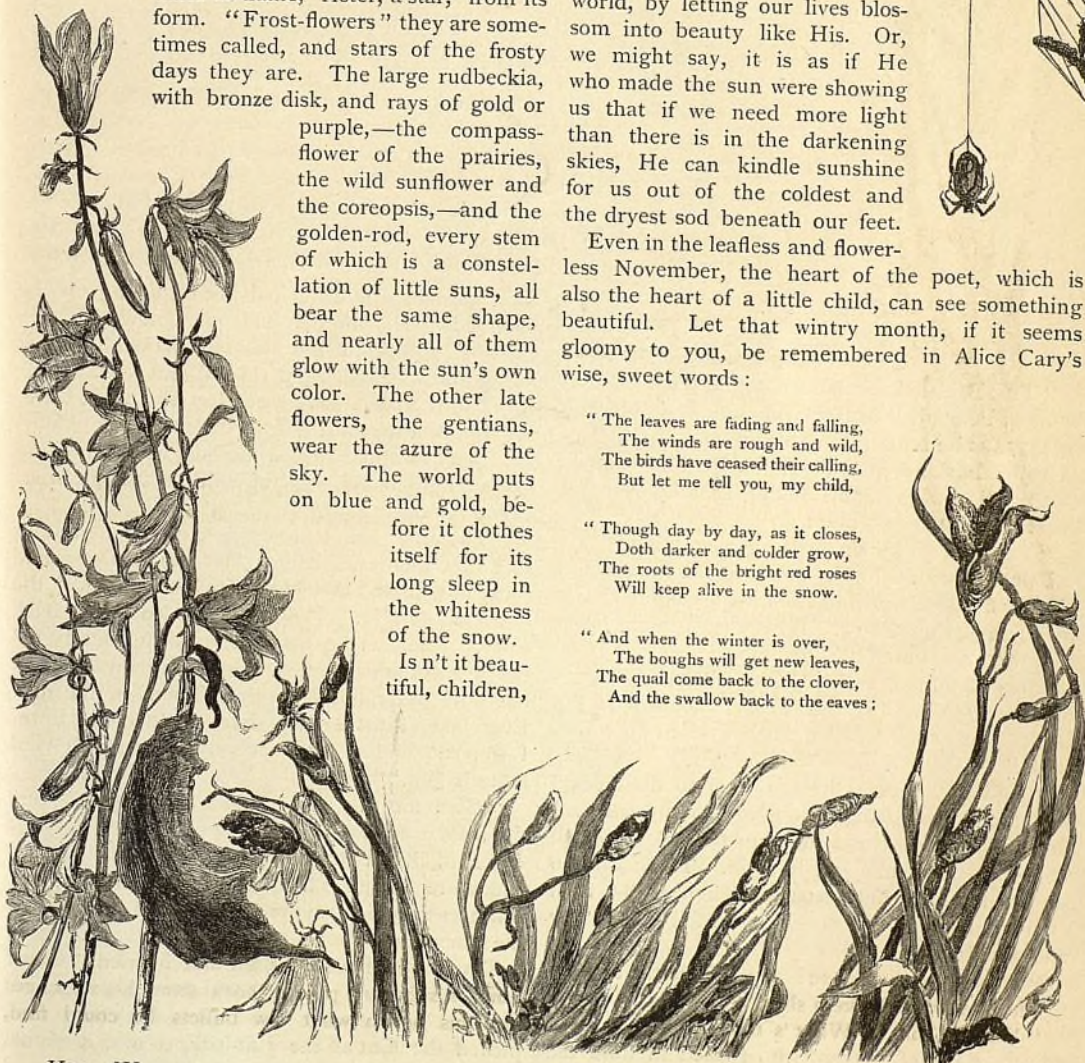 form. "Frost-flowers" they are some-
times called, and stars of the frosty
days they are. The large rudbeckia,
with bronze disk, and rays of gold or
purple,—the compass-
flower of the prairies,
the wild sunflower and
the coreopsis,—and the
golden-rod, every stem
of which is a constel-
lation of little suns, all
bear the same shape,
and nearly all of them
glow with the sun's own
color. The other late
flowers, the gentians,
wear the azure of the
sky. The world puts
on blue and gold, be-
fore it clothes
itself for its
long sleep in
the whiteness
of the snow.
Is n't it beau-
tiful, children,
world, by letting our lives blos-
som into beauty like His. Or,
we might say, it is as if He
who made the sun were showing
us that if we need more light
than there is in the darkening
skies, He can kindle sunshine
for us out of the coldest and
the dryest sod beneath our feet.
Even in the leafless and flower-
less November, the heart of the poet, which is
also the heart of a little child, can see something
beautiful. Let that wintry month, if it seems
gloomy to you, be remembered in Alice Cary's
wise, sweet words:
"The leaves are fading and falling,
The winds are rough and wild,
The birds have ceased their calling,
But let me tell you, my child,
"Though day by day, as it closes,
Doth darker and colder grow,
The roots of the bright red roses
Will keep alive in the snow.
"And when the winter is over,
The boughs will get new leaves,
The quail come back to the clover,
And the swallow back to the eaves;